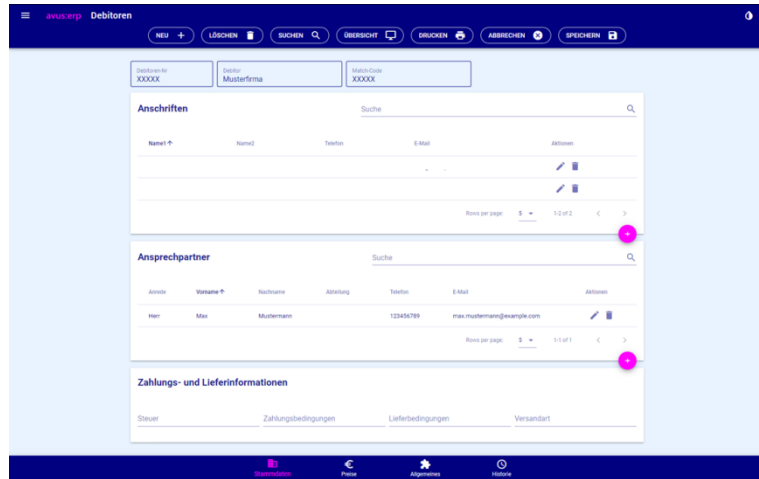 avus:erp Debitoren
NEU LÖSCHEN SUCHEN ÜBERSICHT DRUCKEN ABBRECHEN SPEICHERN
Debitoren-Nr. Debitor Match-Code
XXXXX Musterfirma XXXXX
Anschriften Suche
Name1 Name2 Telefon E-Mail Aktionen
Rows per page: 5 1-2 of 2
Ansprechpartner Suche
Anrede Vorname Nachname Abteilung Telefon E-Mail Aktionen
Herr Max Mustermann 123456789 max.mustermann@example.com
Rows per page: 5 1-1 of 1
Zahlungs- und Lieferinformationen
Steuer Zahlungsbedingungen Lieferbedingungen Versandart
Stammdaten Preise Allgemeines Historie